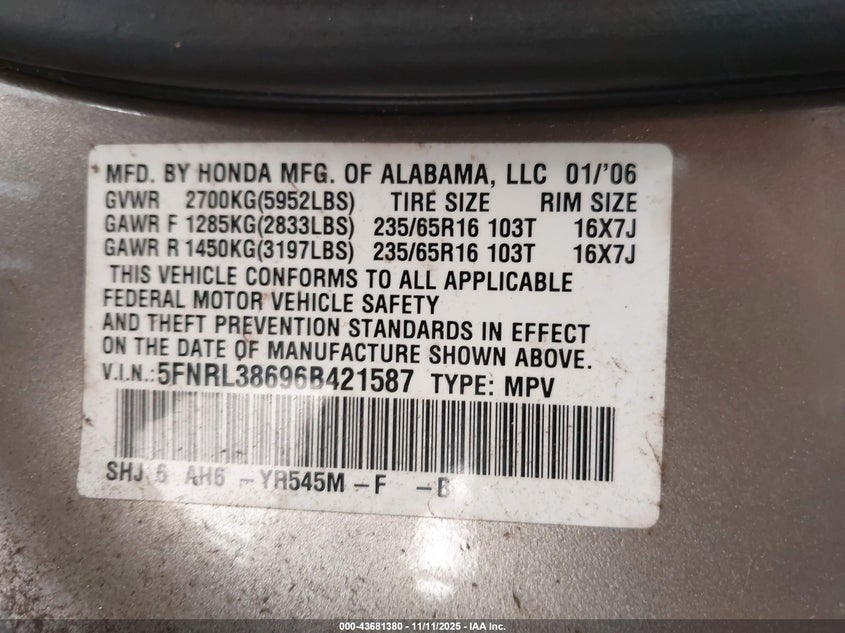 MFD. BY HONDA MFG. OF ALABAMA, LLC 01/'06
GVWR 2700KG(5952LBS) TIRE SIZE RIM SIZE
GAWR F 1285KG(2833LBS) 235/65R16 103T 16X7J
GAWR R 1450KG(3197LBS) 235/65R16 103T 16X7J
THIS VEHICLE CONFORMS TO ALL APPLICABLE
FEDERAL MOTOR VEHICLE SAFETY
AND THEFT PREVENTION STANDARDS IN EFFECT
ON THE DATE OF MANUFACTURE SHOWN ABOVE.
V.I.N.:5FNRL38696B421587 TYPE: MPV
SHJ 6 AH6 -YR545M-F -B
000-43681380 - 11/11/2025 - IAA Inc.